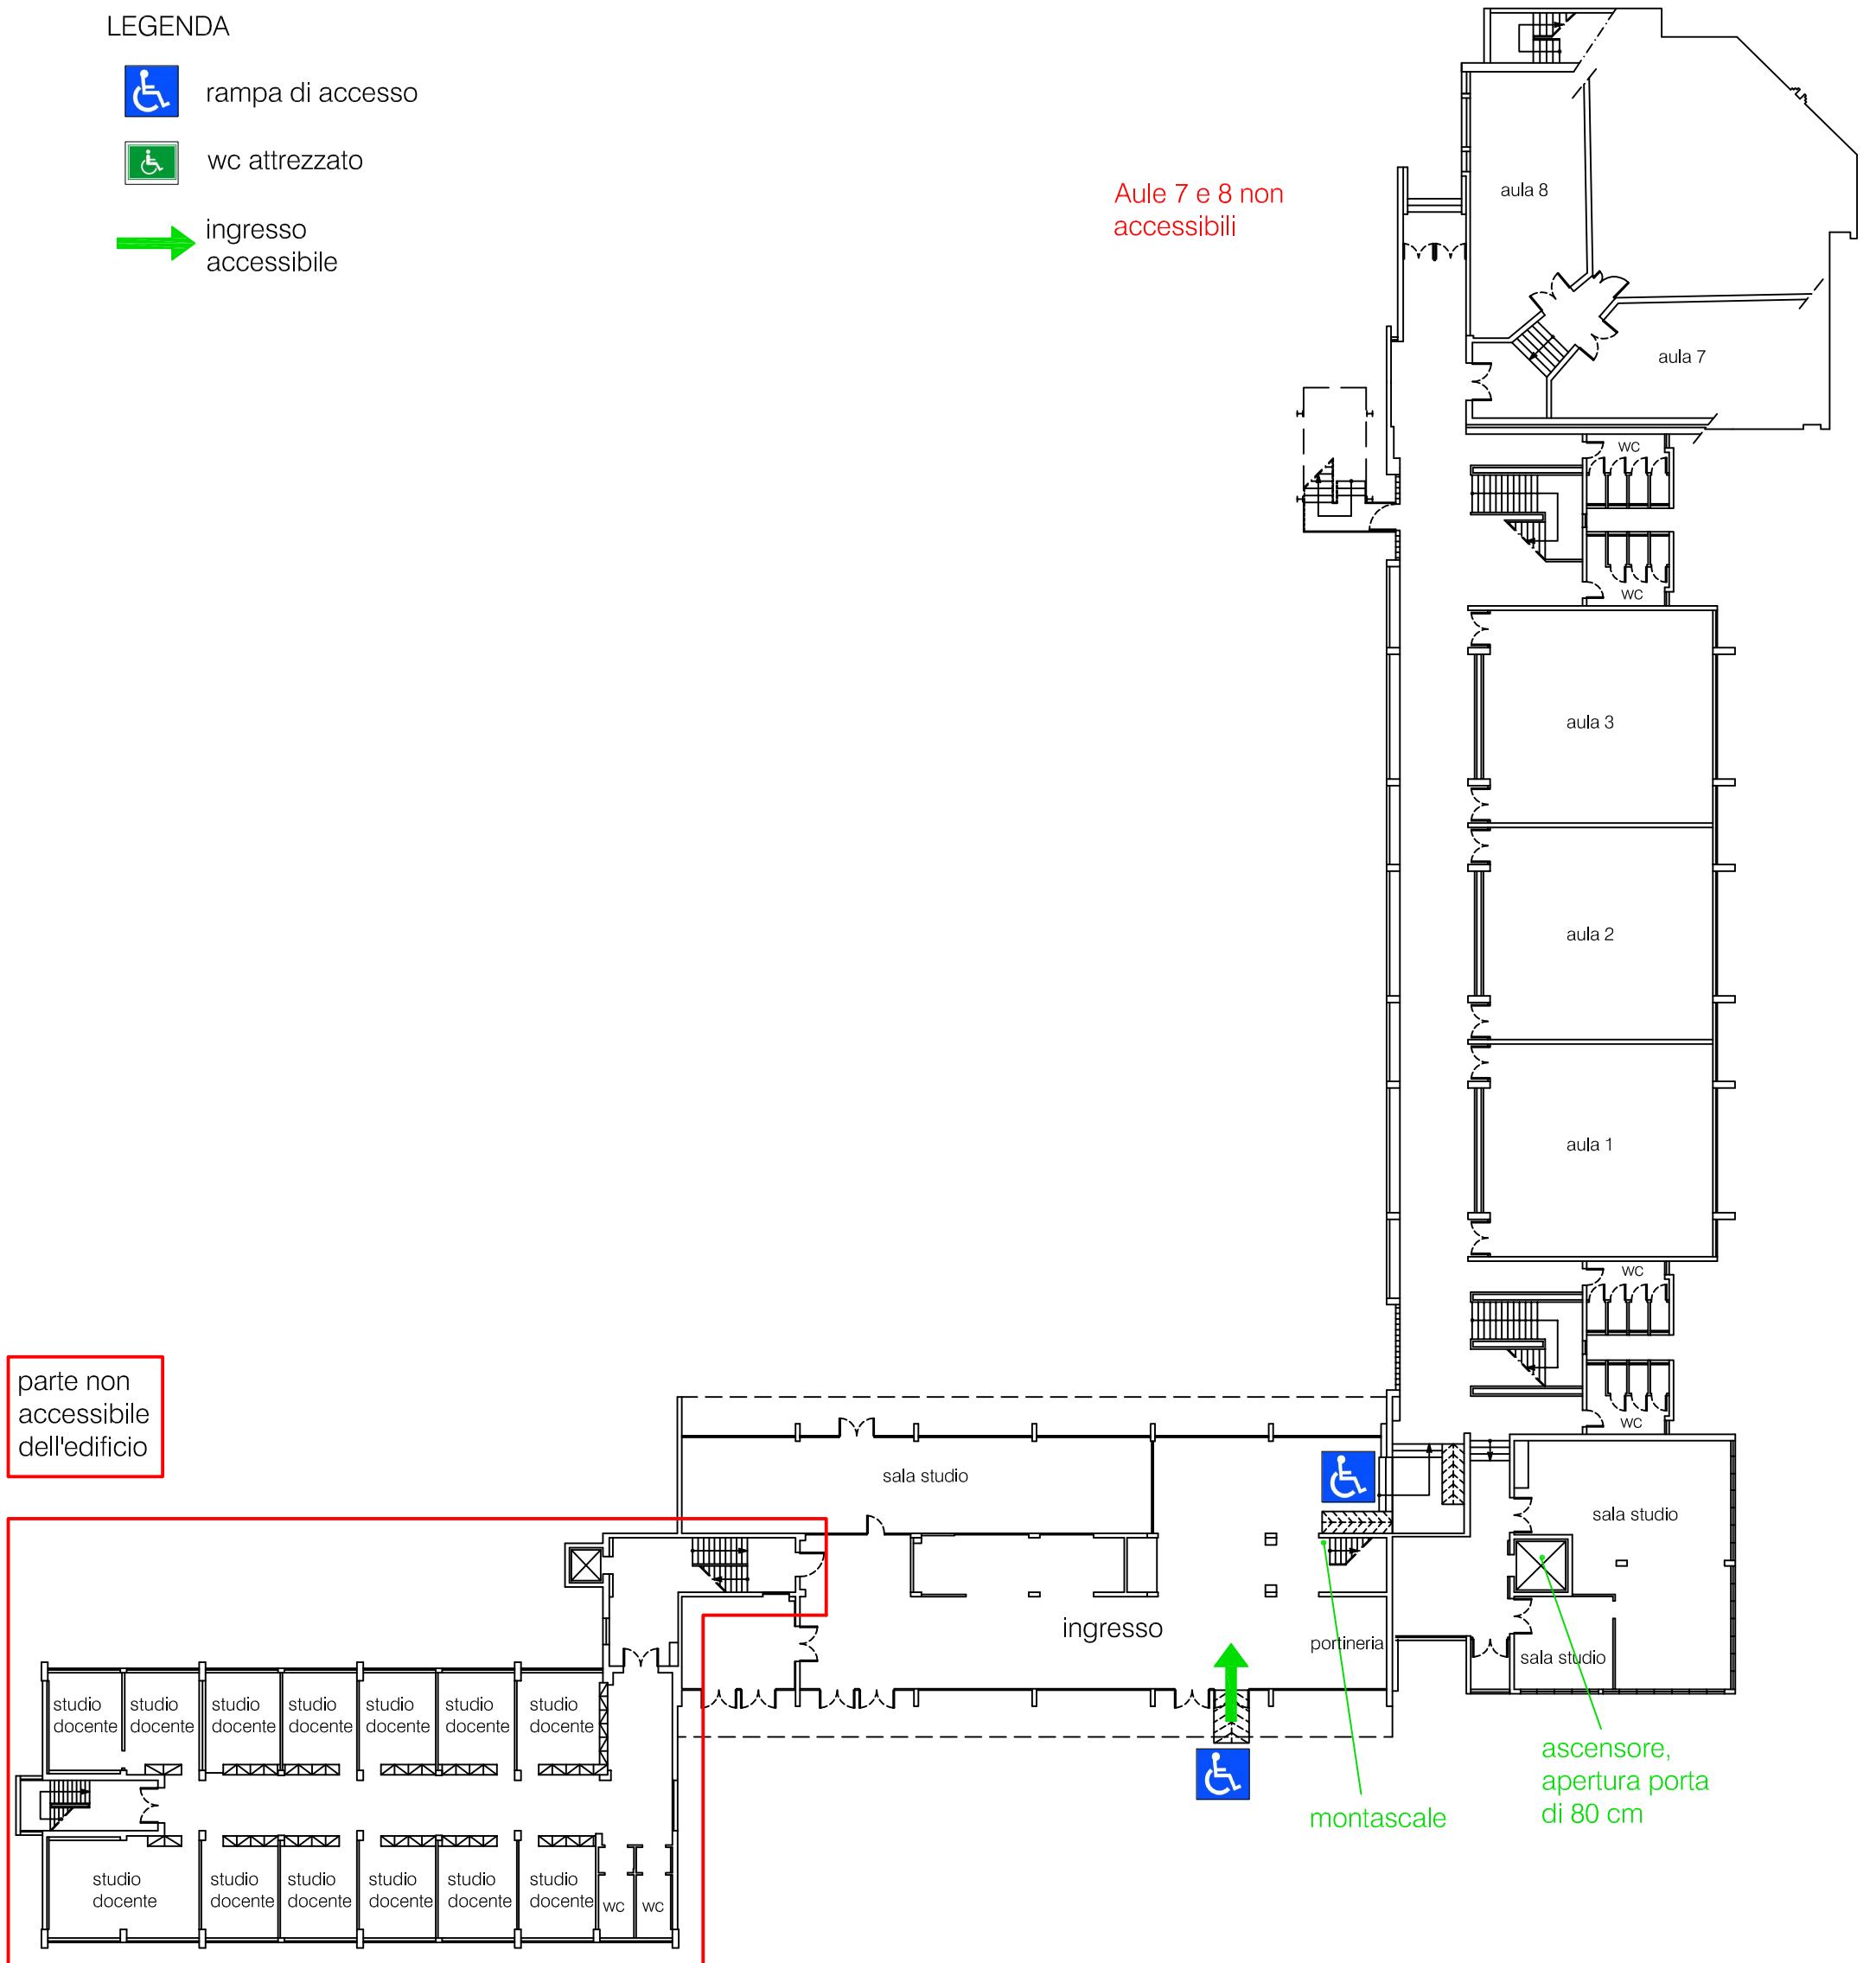 LEGENDA
rampa di accesso
wc attrezzato
ingresso
accessibile
Aule 7 e 8 non
accessibili
aula 8
aula 7
wc
wc
aula 3
aula 2
aula 1
wc
wc
parte non
accessibile
dell'edificio
sala studio
sala studio
ingresso
portineria
sala studio
studio
docente
studio
docente
studio
docente
studio
docente
studio
docente
studio
docente
studio
docente
ascensore,
apertura porta
di 80 cm
montascale
studio
docente
studio
docente
studio
docente
studio
docente
studio
docente
studio
docente
wc
wc